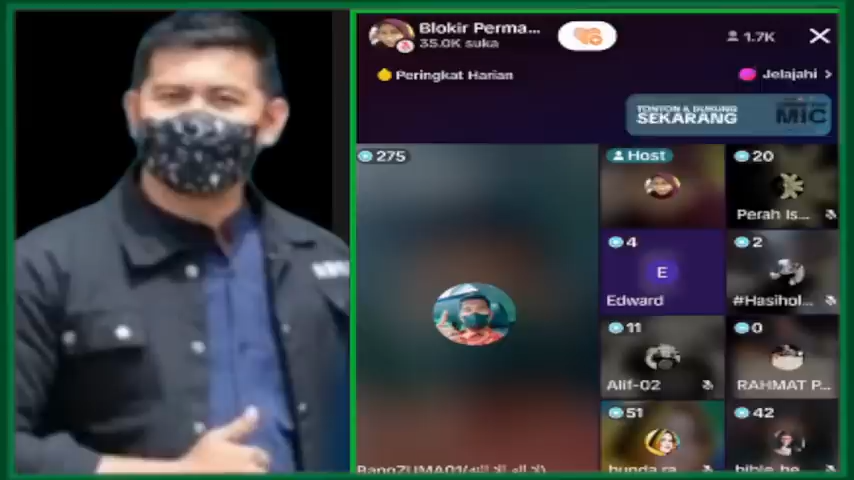 Blokir Perma...
35.0K suka
1.7K
Peringkat Harian
Jelajahi >
TONTON & DUKUNG
SEKARANG
MIC
275
Host
20
Perah Is...
4
2
E
Edward
#Hasihol...
11
0
Alif-02
RAHMAT P...
51
42